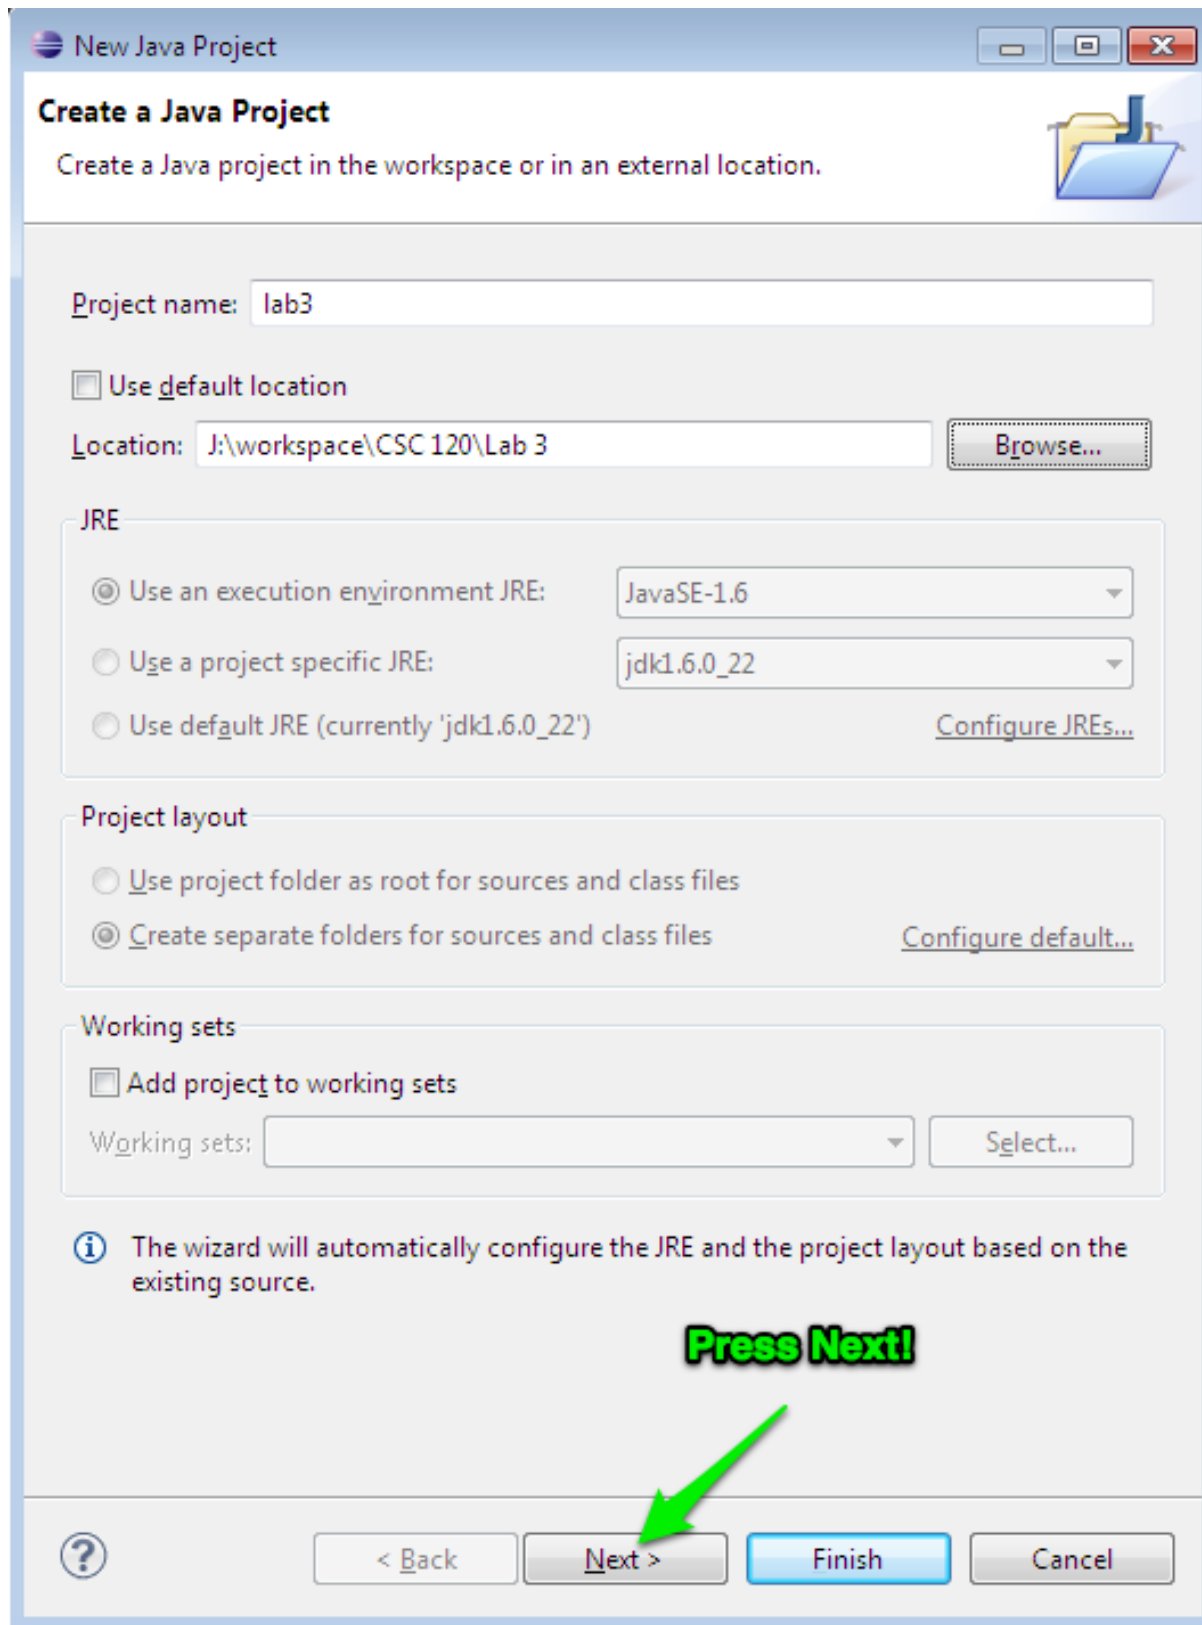 New Java Project
Create a Java Project
Create a Java project in the workspace or in an external location.
Project name: lab3
Use default location
Location: J:\workspace\CSC 120\Lab 3 Browse...
JRE
Use an execution environment JRE: JavaSE-1.6
Use a project specific JRE: jdk1.6.0_22
Use default JRE (currently 'jdk1.6.0_22') Configure JREs...
Project layout
Use project folder as root for sources and class files
Create separate folders for sources and class files Configure default...
Working sets
Add project to working sets
Working sets: Select...
The wizard will automatically configure the JRE and the project layout based on the
existing source.
Press Next!
? < Back Next > Finish Cancel